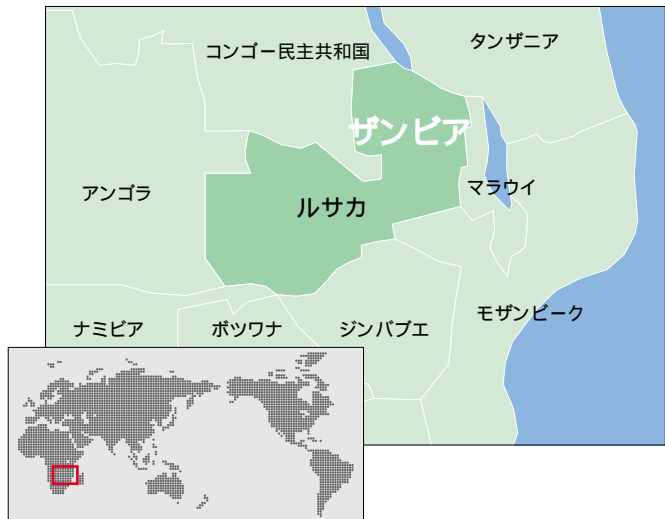 タンザニア
コンゴー民主共和国
ザンビア
アンゴラ
マラウイ
ルサカ
モザンビーク
ナミビア
ボツワナ
ジンバブエ